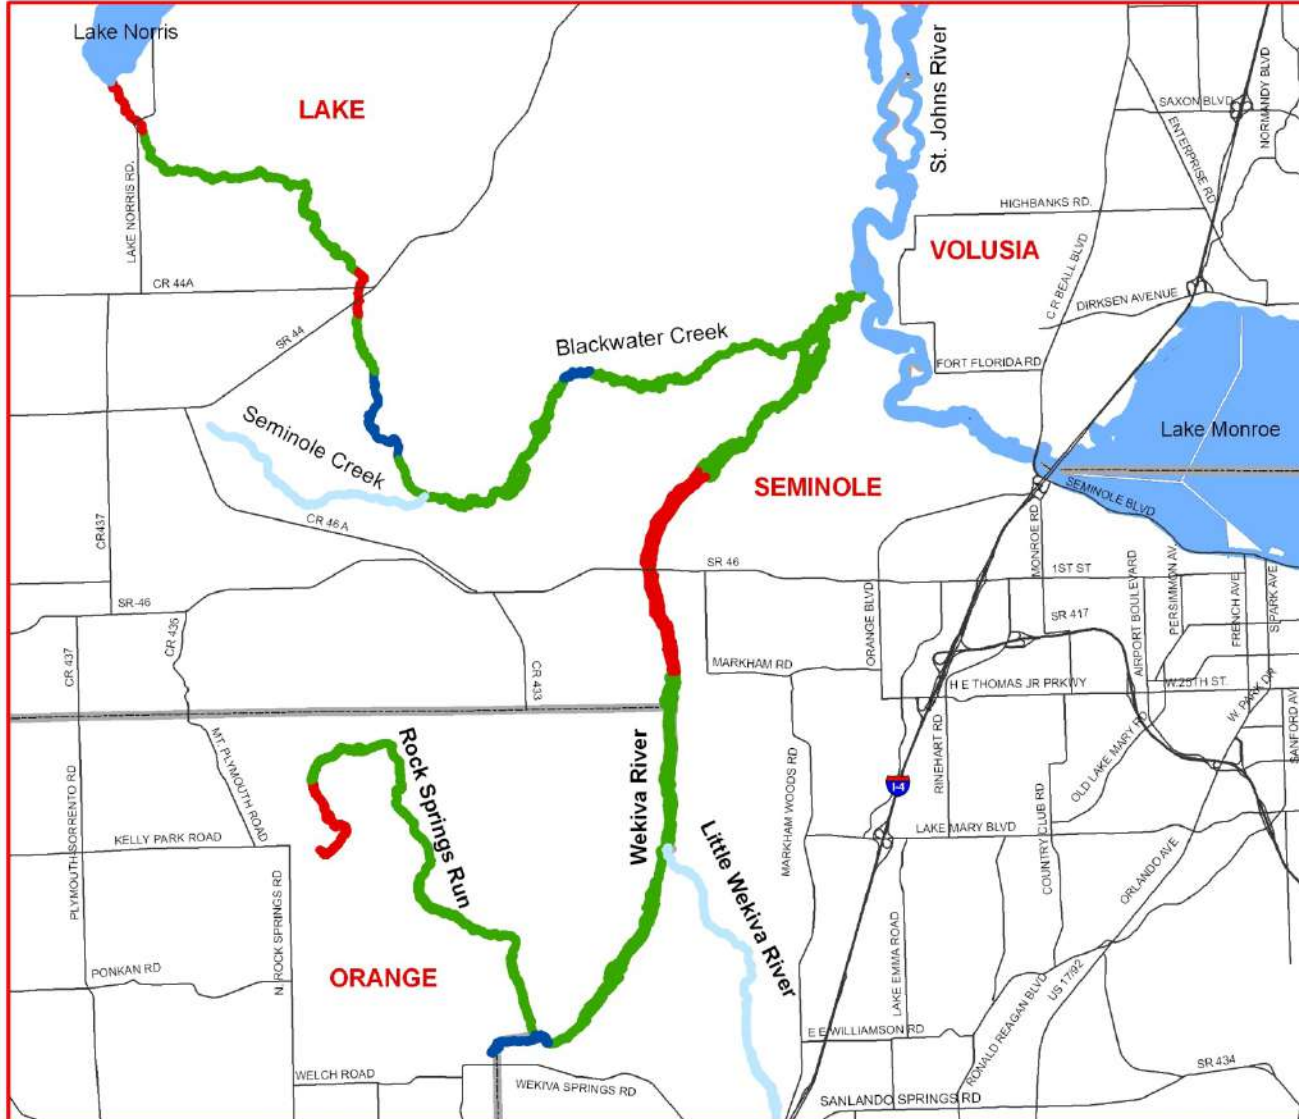 Lake Norris
LAKE
St. Johns River
SAXON BLVD
NORMANDY BLVD
ENTERPRISE RD
LAKE NORRIS RD.
HIGHBANKS RD.
VOLUSIA
C R BEALL BLVD
CR 44A
DIRKSEN AVENUE
SR 44
Blackwater Creek
FORT FLORIDA RD
Seminole Creek
Lake Monroe
SEMINOLE
SEMINOLE BLVD
CR437
CR 46 A
MONROE RD
SR 46
1ST ST
AIRPORT BOULEVARD
PERSIMMON AV.
FRENCH AVE
S PARK AVE
SR-46
CR 435
ORANGE BLVD
SR 417
CR 437
CR 433
MARKHAM RD
H E THOMAS JR PRKWY
W.25TH ST.
W. PARK DR
SANFORD AV
MT. PLYMOUTH ROAD
Rock Springs Run
Wekiva River
MARKHAM WOODS RD
RINEHART RD
OLD LAKE MARY RD
I-4
PLYMOUTH-SORRENTO RD
KELLY PARK ROAD
Little Wekiva River
LAKE MARY BLVD
COUNTRY CLUB RD
ORLANDO AVE
N. ROCK SPRINGS RD
LAKE EMMA ROAD
PONKAN RD
ORANGE
US 17/92
RONALD REAGAN BLVD
E E WILLIAMSON RD
SR 434
WELCH ROAD
WEKIVA SPRINGS RD
SANLANDO SPRINGS RD